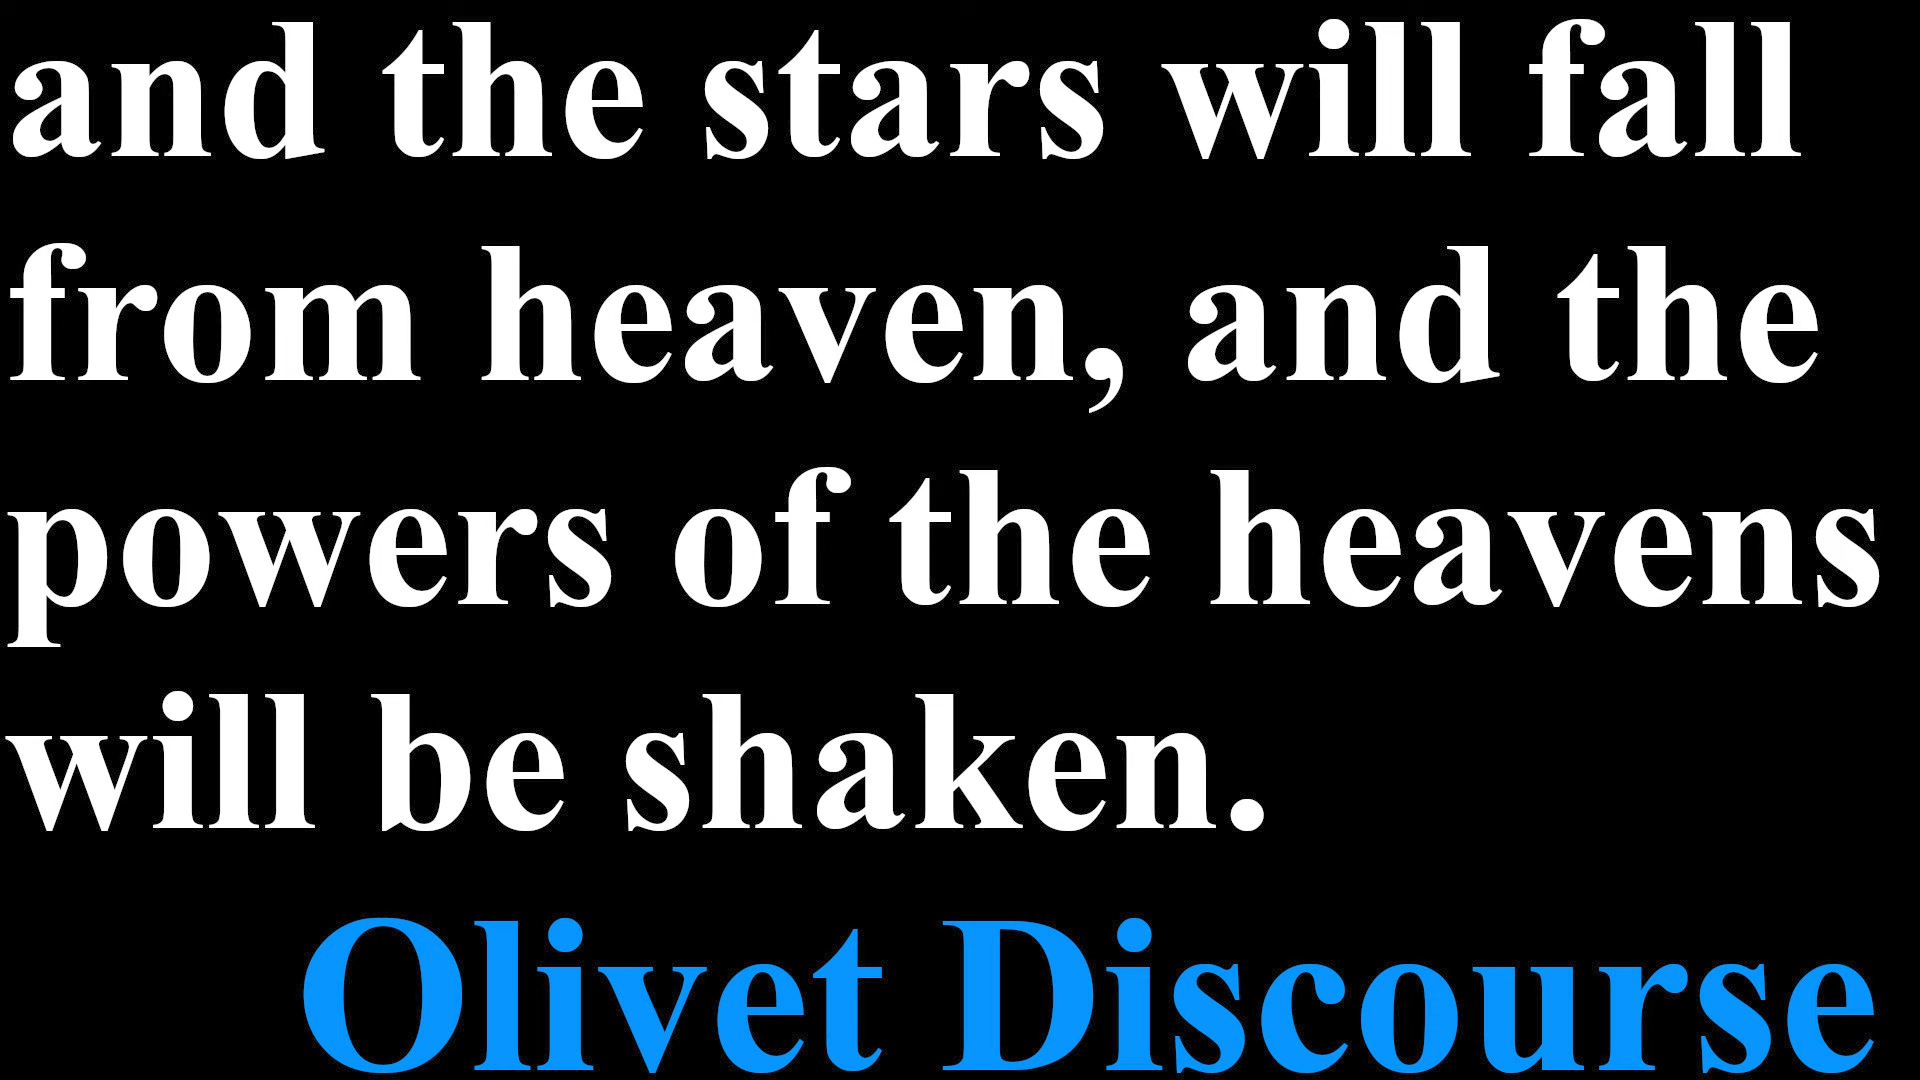 and the stars will fall
from heaven, and the
powers of the heavens
will be shaken.
Olivet Discourse